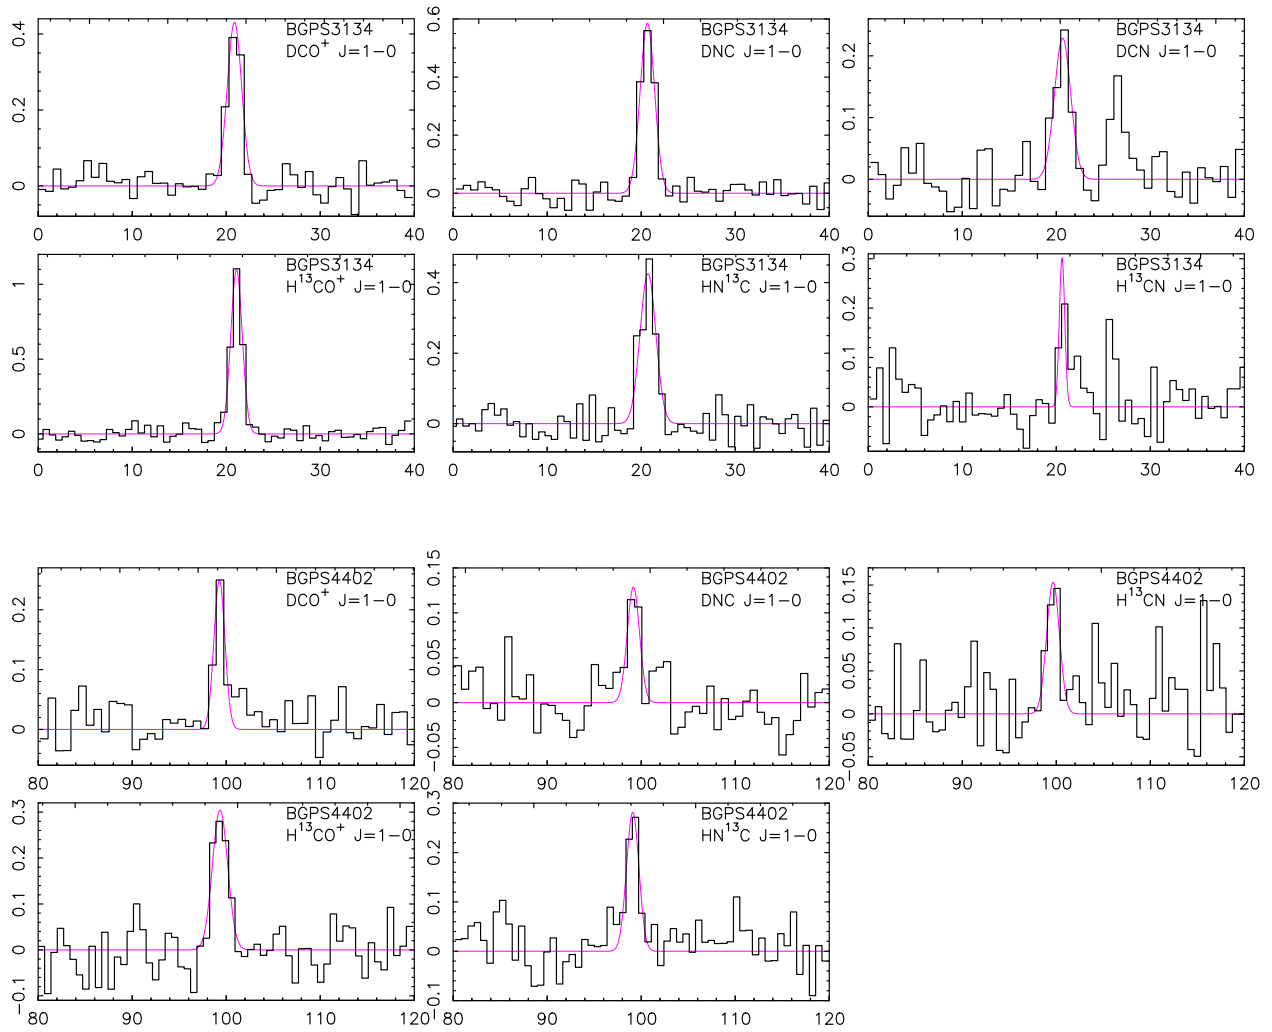 BGPS3134
DCO⁺ J=1−0
0.4
0.2
0
0 10 20 30 40
BGPS3134
DNC J=1−0
0.6
0.4
0.2
0
0 10 20 30 40
BGPS3134
DCN J=1−0
0.2
0.1
0
0 10 20 30 40
BGPS3134
H¹³CO⁺ J=1−0
1
0.5
0
0 10 20 30 40
BGPS3134
HN¹³C J=1−0
0.4
0.2
0
0 10 20 30 40
BGPS3134
H¹³CN J=1−0
0.3
0.2
0.1
0
0 10 20 30 40
BGPS4402
DCO⁺ J=1−0
0.2
0.1
0
80 90 100 110 120
BGPS4402
DNC J=1−0
0.15
0.1
0.05
0
−0.05
80 90 100 110 120
BGPS4402
H¹³CN J=1−0
0.15
0.1
0.05
0
−0.05
80 90 100 110 120
BGPS4402
H¹³CO⁺ J=1−0
0.3
0.2
0.1
0
−0.1
80 90 100 110 120
BGPS4402
HN¹³C J=1−0
0.3
0.2
0.1
0
−0.1
80 90 100 110 120